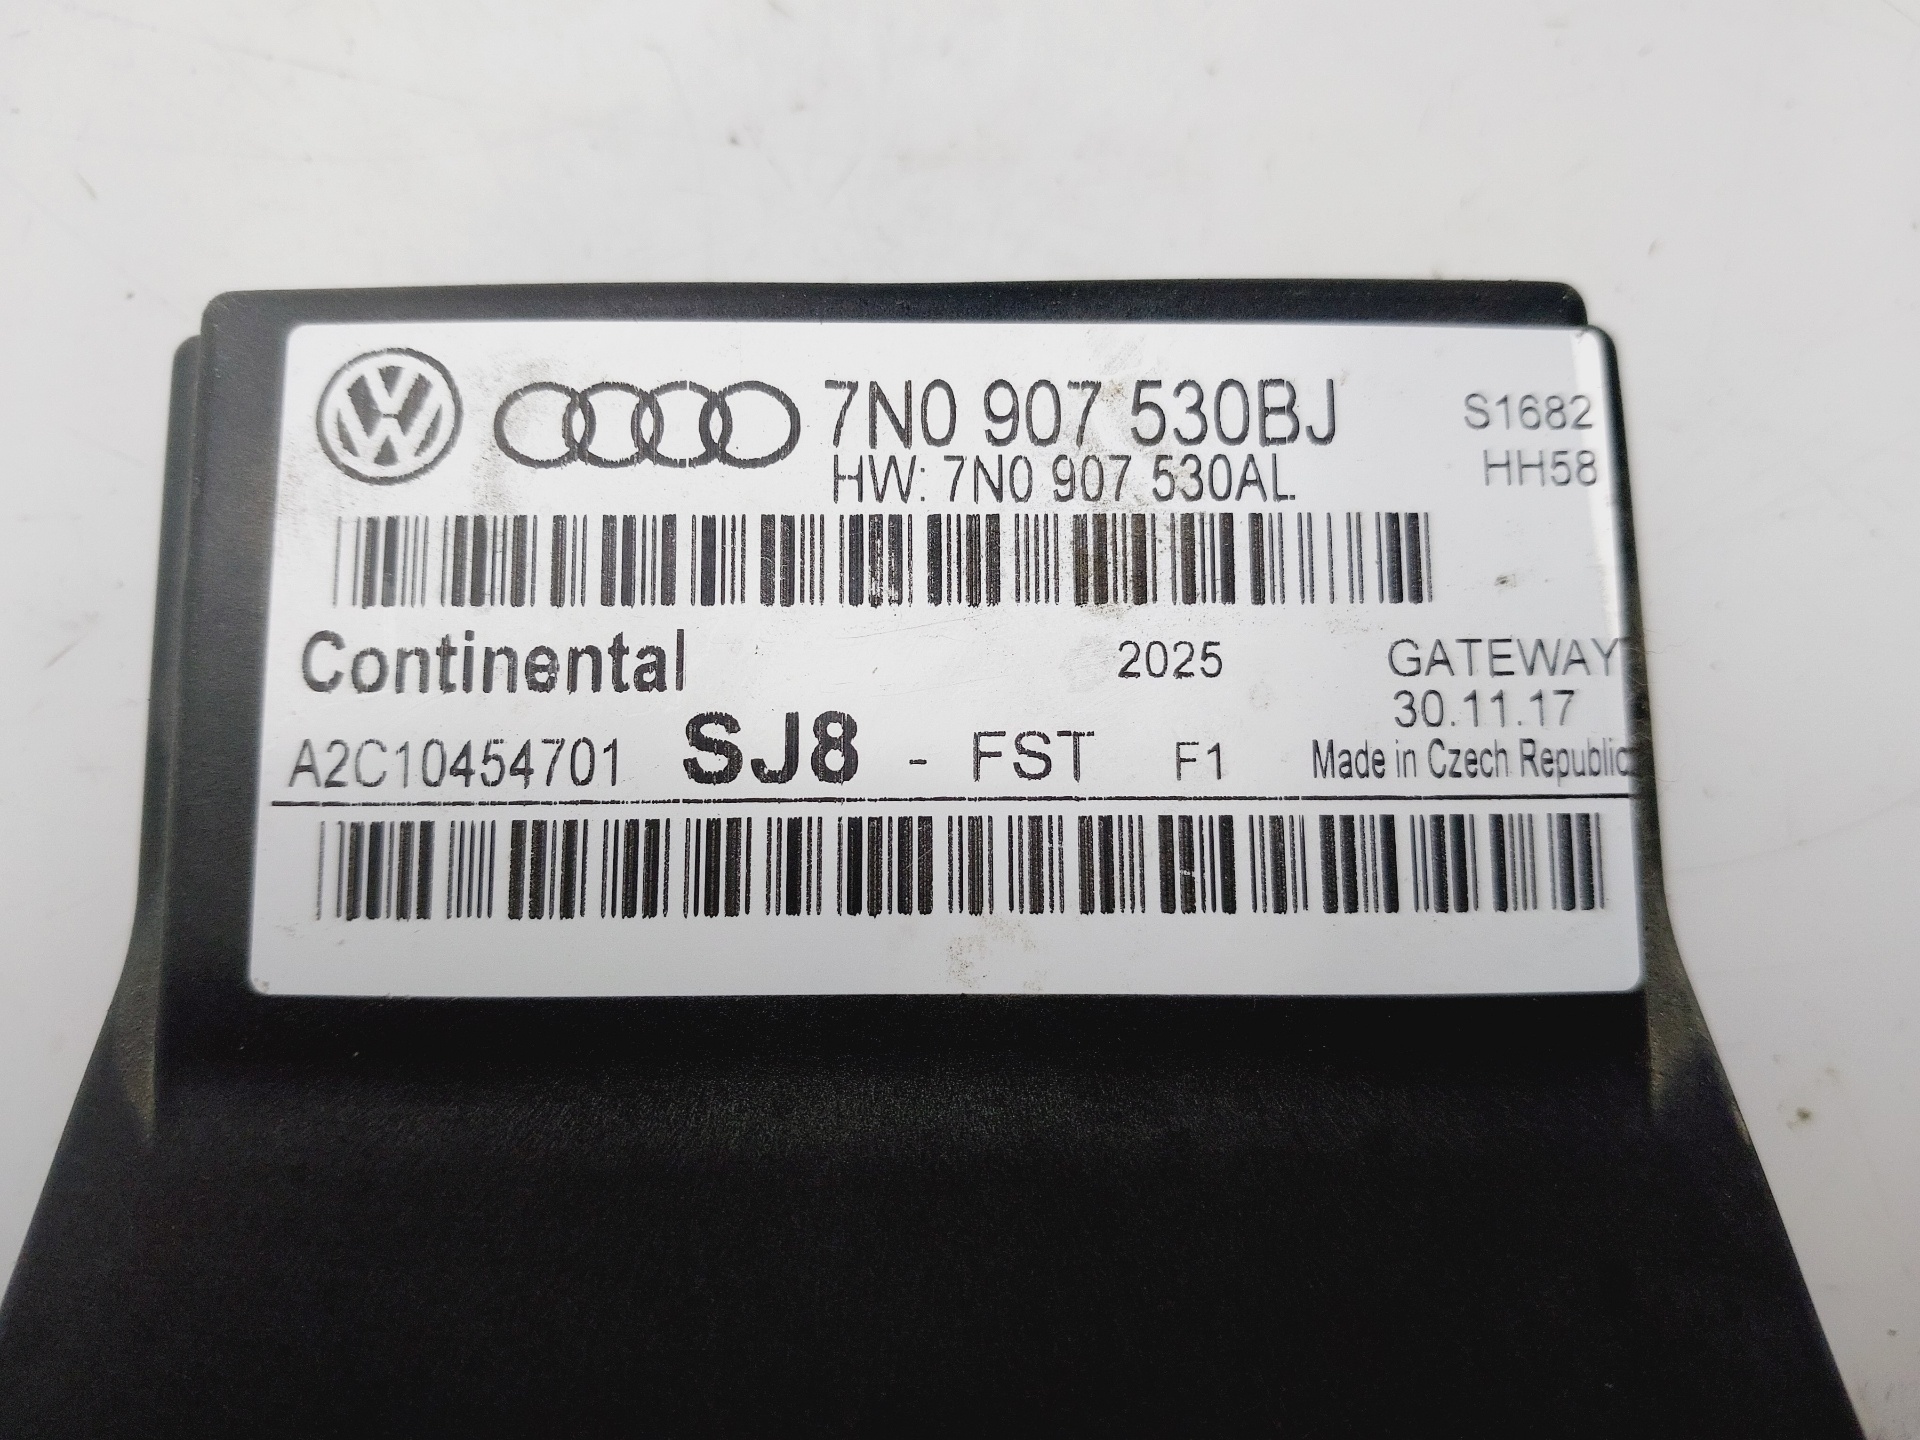 7N0 907 530BJ S1682
HW: 7N0 907 530AL HH58
Continental 2025 GATEWAY
30.11.17
A2C10454701 SJ8 - FST F1 Made in Czech Republic